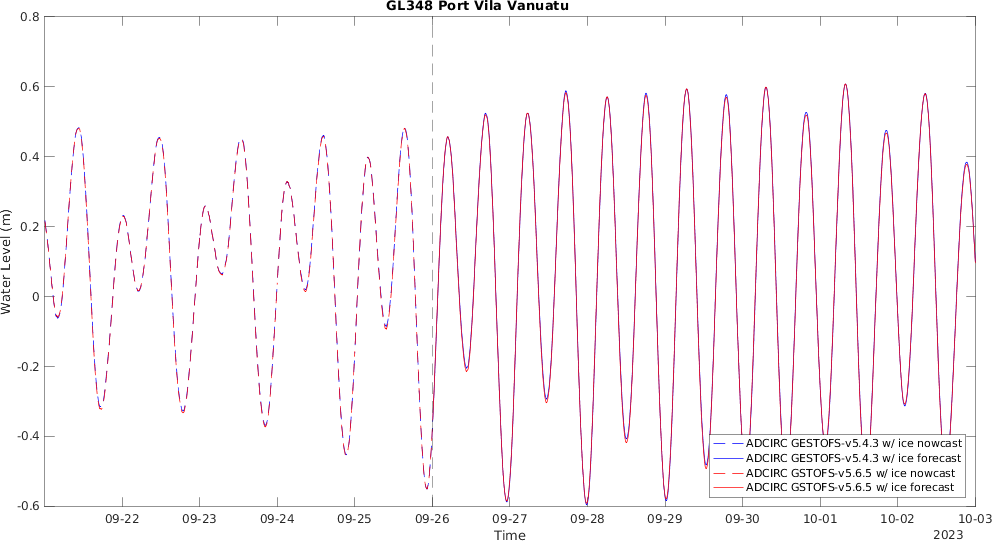 GL348 Port Vila Vanuatu
0.8
0.6
0.4
0.2
0
-0.2
-0.4
-0.6
Water Level (m)
ADCIRC GESTOFS-v5.4.3 w/ ice nowcast
ADCIRC GESTOFS-v5.4.3 w/ ice forecast
ADCIRC GSTOFS-v5.6.5 w/ ice nowcast
ADCIRC GSTOFS-v5.6.5 w/ ice forecast
09-22 09-23 09-24 09-25 09-26 09-27 09-28 09-29 09-30 10-01 10-02 10-03
Time
2023